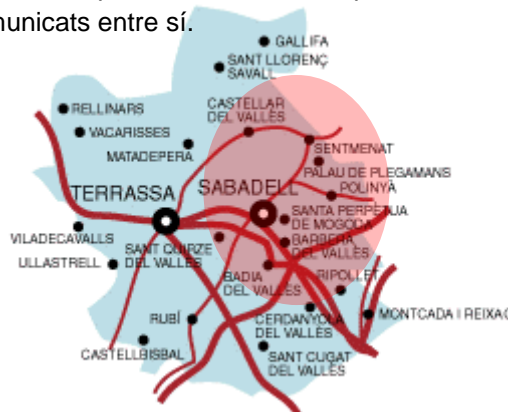 municats entre sí.
GALLIFA
SANT LLORENÇ
SAVALL
RELLINARS
CASTELLAR
DEL VALLÈS
VACARISSES
MATADEPERA
SENTMENAT
PALAU DE PLEGAMANS
POLINYÀ
TERRASSA
SABADELL
SANTA PERPÈTUA
DE MOGODA
VILADECAVALLS
SANT QUIRZE
DEL VALLÈS
BARBERÀ
DEL VALLÈS
ULLASTRELL
BADIA
DEL VALLÈS
RIPOLLET
RUBÍ
CERDANYOLA
DEL VALLÈS
MONTCADA I REIXAC
CASTELLBISBAL
SANT CUGAT
DEL VALLÈS